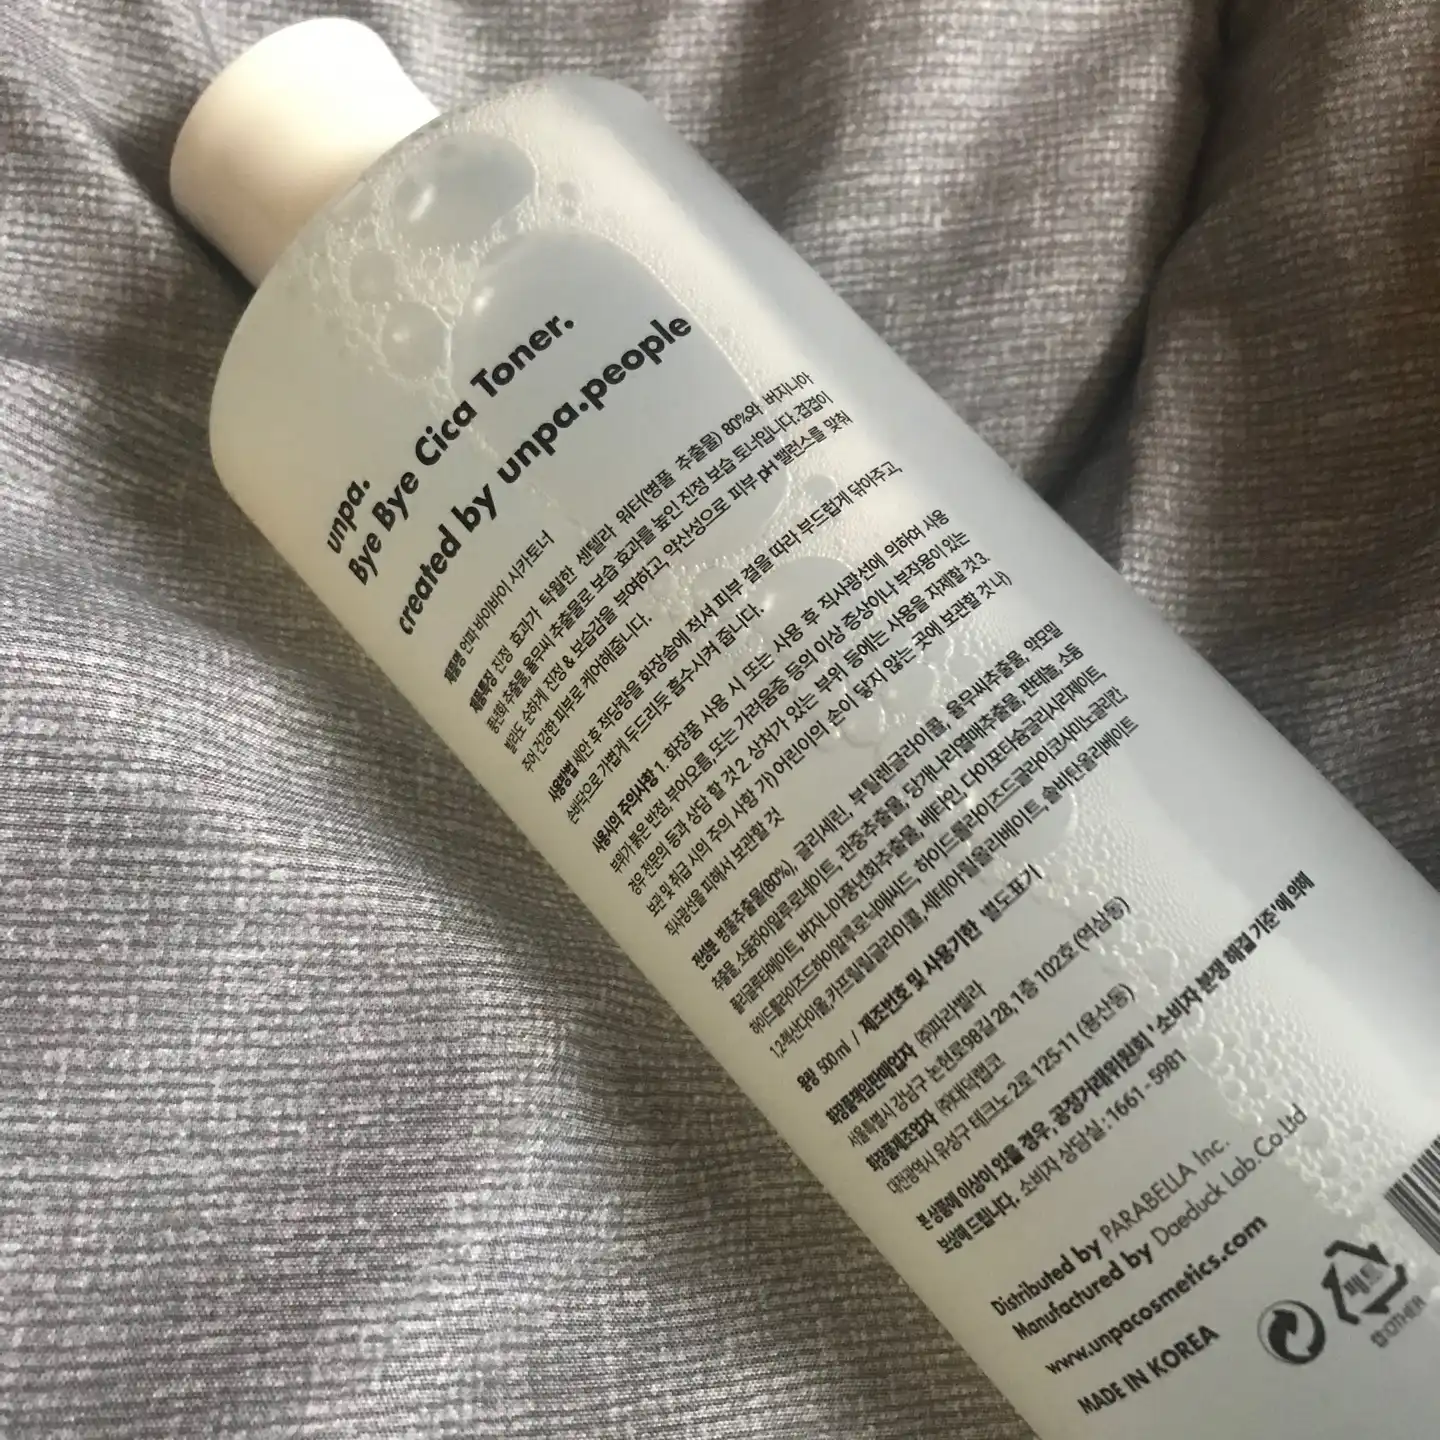 unpa.
Bye Bye Cica Toner.
created by unpa.people
제품명 언파 바이바이 시카토너
제품특징 진정 효과가 탁월한 센텔라 워터(병풀 추출물) 80%와 버지니아
풍년화 추출물, 율무씨 추출물로 보습 효과를 높인 진정 보습 토너입니다. 겹겹이
발라도 순하게 진정 & 보습감을 부여하고, 약산성으로 피부 pH 밸런스를 맞춰
주어 건강한 피부로 케어해줍니다.
사용방법 세안 후 적당량을 화장솜에 적셔 피부 결을 따라 부드럽게 닦아주고,
손바닥으로 가볍게 두드리듯 흡수시켜 줍니다.
사용시의 주의사항 1. 화장품 사용 시 또는 사용 후 직사광선에 의하여 사용
부위가 붉은 반점, 부어오름, 또는 가려움증 등의 이상 증상이나 부작용이 있는
경우 전문의 등과 상담 할 것 2. 상처가 있는 부위 등에는 사용을 자제할 것 3.
보관 및 취급 시의 주의 사항 가) 어린이의 손이 닿지 않는 곳에 보관할 것 나)
직사광선을 피해서 보관할 것
전성분 병풀추출물(80%), 글리세린, 부틸렌글라이콜, 율무씨추출물, 약모밀
추출물, 소듐하이알루로네이트, 관중추출물, 당개나리열매추출물, 판테놀, 소듐
폴리글루타메이트, 버지니아풍년화추출물, 베타인, 다이포타슘글리시리제이트,
하이드롤라이즈드하이알루로닉애씨드, 하이드롤라이즈드글라이코사미노글리칸,
1,2헥산다이올, 카프릴릴글라이콜, 세테아릴올리베이트, 솔비탄올리베이트
용량 500ml / 제조번호 및 사용기한 별도표기
화장품책임판매업자 (주)파라벨라
서울특별시 강남구 논현로98길 28, 1층 102호 (역삼동)
화장품제조업자 (주)대덕랩코
대전광역시 유성구 테크노 2로 125-11 (용산동)
본 상품에 이상이 있을 경우, 공정거래위원회 '소비자 분쟁 해결 기준'에 의해
보상해 드립니다. 소비자 상담실 : 1661 - 5981
Distributed by PARABELLA Inc.
Manufactured by Daeduck Lab.Co.Ltd
www.unpacosmetics.com
MADE IN KOREA
페트
용기:OTHER